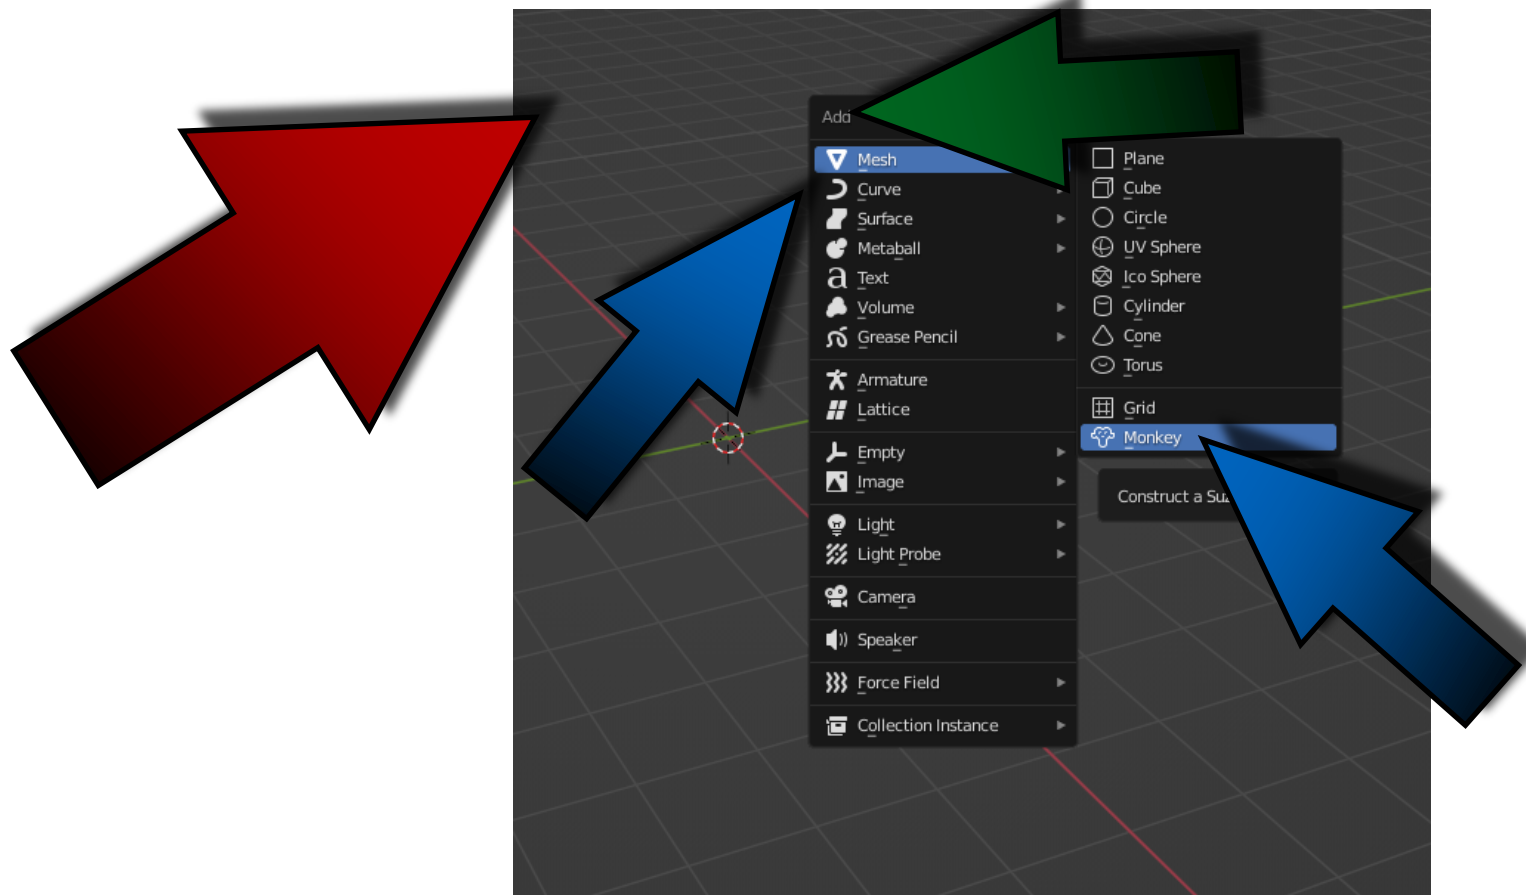 Add
Mesh
Curve
Surface
Metaball
Text
Volume
Grease Pencil
Armature
Lattice
Empty
Image
Light
Light Probe
Camera
Speaker
Force Field
Collection Instance
Plane
Cube
Circle
UV Sphere
Ico Sphere
Cylinder
Cone
Torus
Grid
Monkey
Construct a